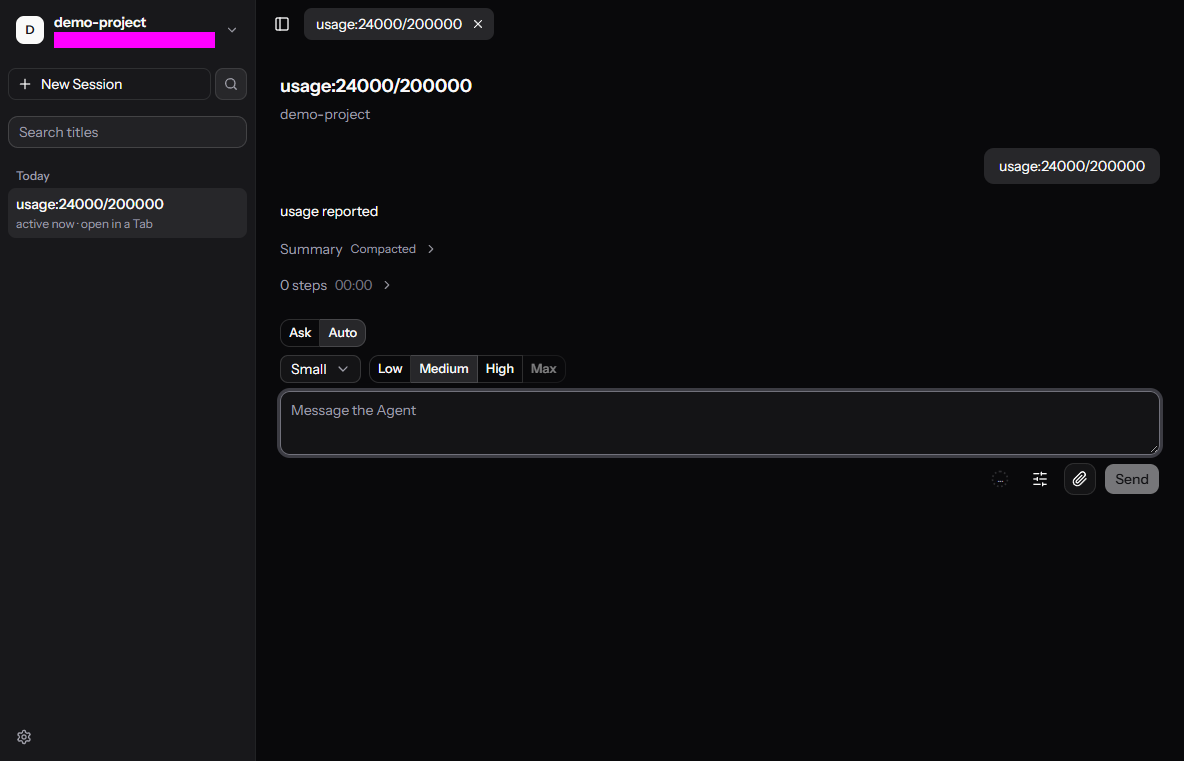 D
demo-project
New Session
Search titles
Today
usage:24000/200000
active now · open in a Tab
usage:24000/200000
usage:24000/200000
demo-project
usage:24000/200000
usage reported
Summary Compacted
0 steps 00:00
Ask Auto
Small Low Medium High Max
Message the Agent
... Send